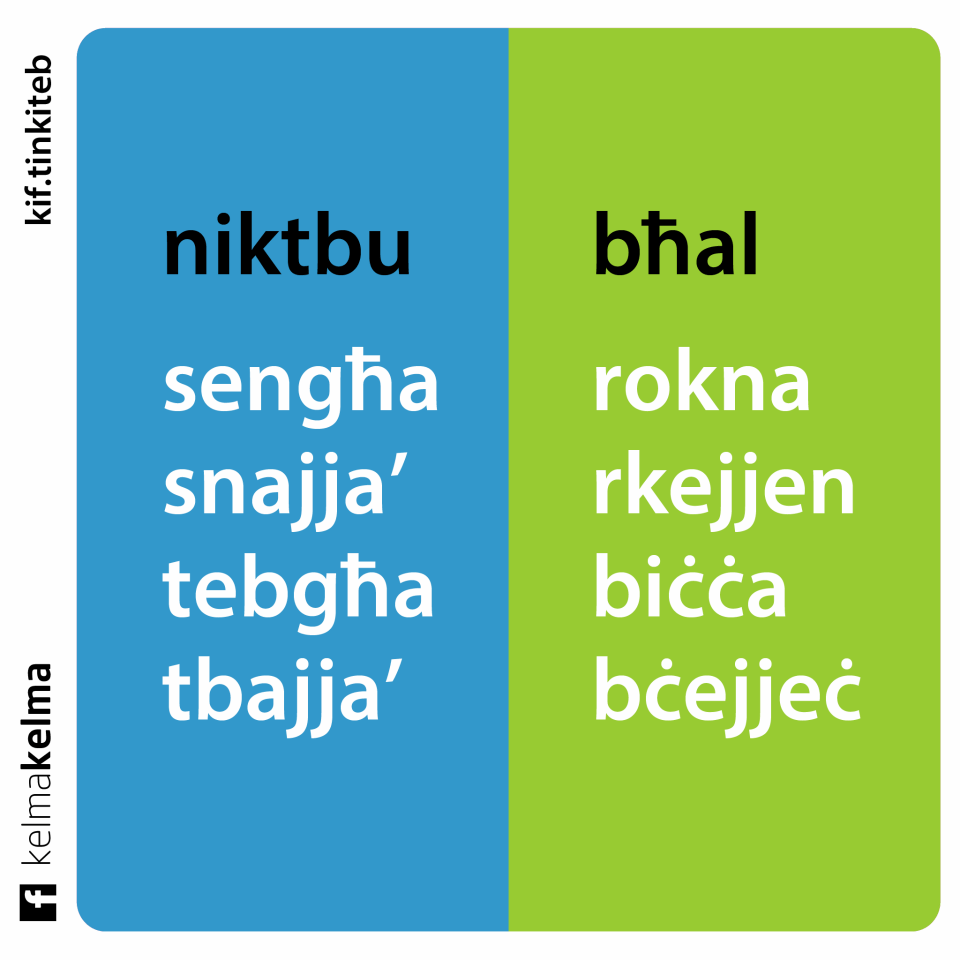 kif.tinkiteb
niktbu
sengħa
snajja’
tebgħa
tbajja’
bħal
rokna
rkejjen
biċċa
bċejjeċ
kelmakelma